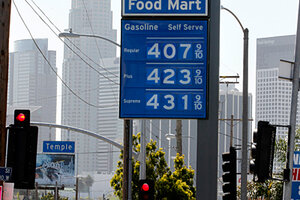 Food Mart
Gasoline Self Serve
Regular 407 9/10
Plus 423 9/10
Supreme 431 9/10
Temple